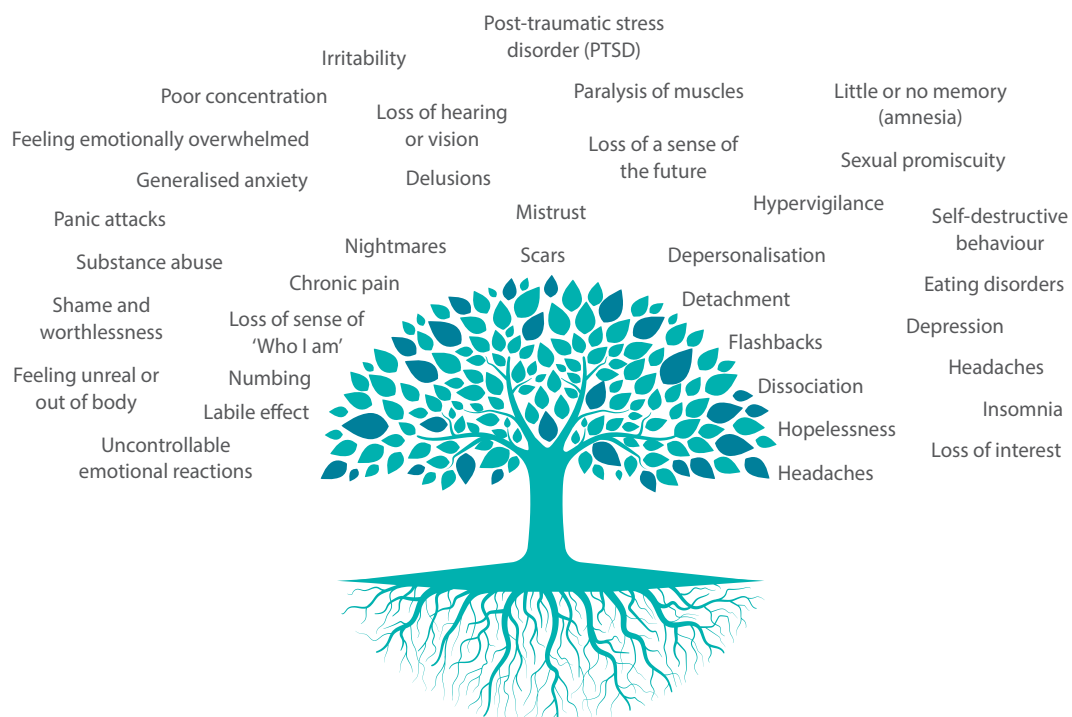 Post-traumatic stress
disorder (PTSD)
Irritability
Poor concentration
Paralysis of muscles
Little or no memory
(amnesia)
Loss of hearing
or vision
Feeling emotionally overwhelmed
Loss of a sense of
the future
Sexual promiscuity
Generalised anxiety
Delusions
Hypervigilance
Mistrust
Panic attacks
Self-destructive
behaviour
Nightmares
Scars
Depersonalisation
Substance abuse
Chronic pain
Eating disorders
Detachment
Shame and
worthlessness
Loss of sense of
‘Who I am’
Depression
Flashbacks
Headaches
Feeling unreal or
out of body
Numbing
Dissociation
Labile effect
Insomnia
Hopelessness
Uncontrollable
emotional reactions
Loss of interest
Headaches